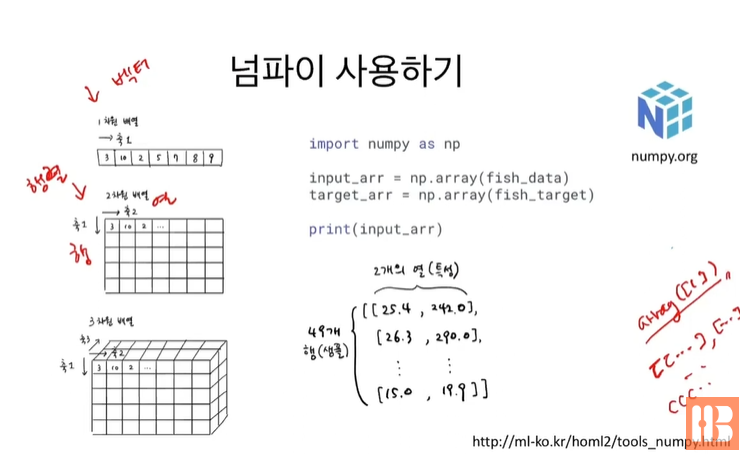 넘파이 사용하기
벡터
1차원 배열
→ 축1
3 10 2 5 7 8 9
행렬
2차원 배열 열
→ 축2
축1 ↓
3 10 2 ...
행
3차원 배열
축3
축2
축1 ↓
3 10 2 ...
import numpy as np
input_arr = np.array(fish_data)
target_arr = np.array(fish_target)
print(input_arr)
2개의 열(특성)
49개
행(샘플)
[[25.4 , 242.0],
[26.3 , 290.0],
⋮ ⋮
[15.0 , 19.9]]
N
numpy.org
array([[]),
[[...], [...]
[[[...
http://ml-ko.kr/homl2/tools_numpy.html